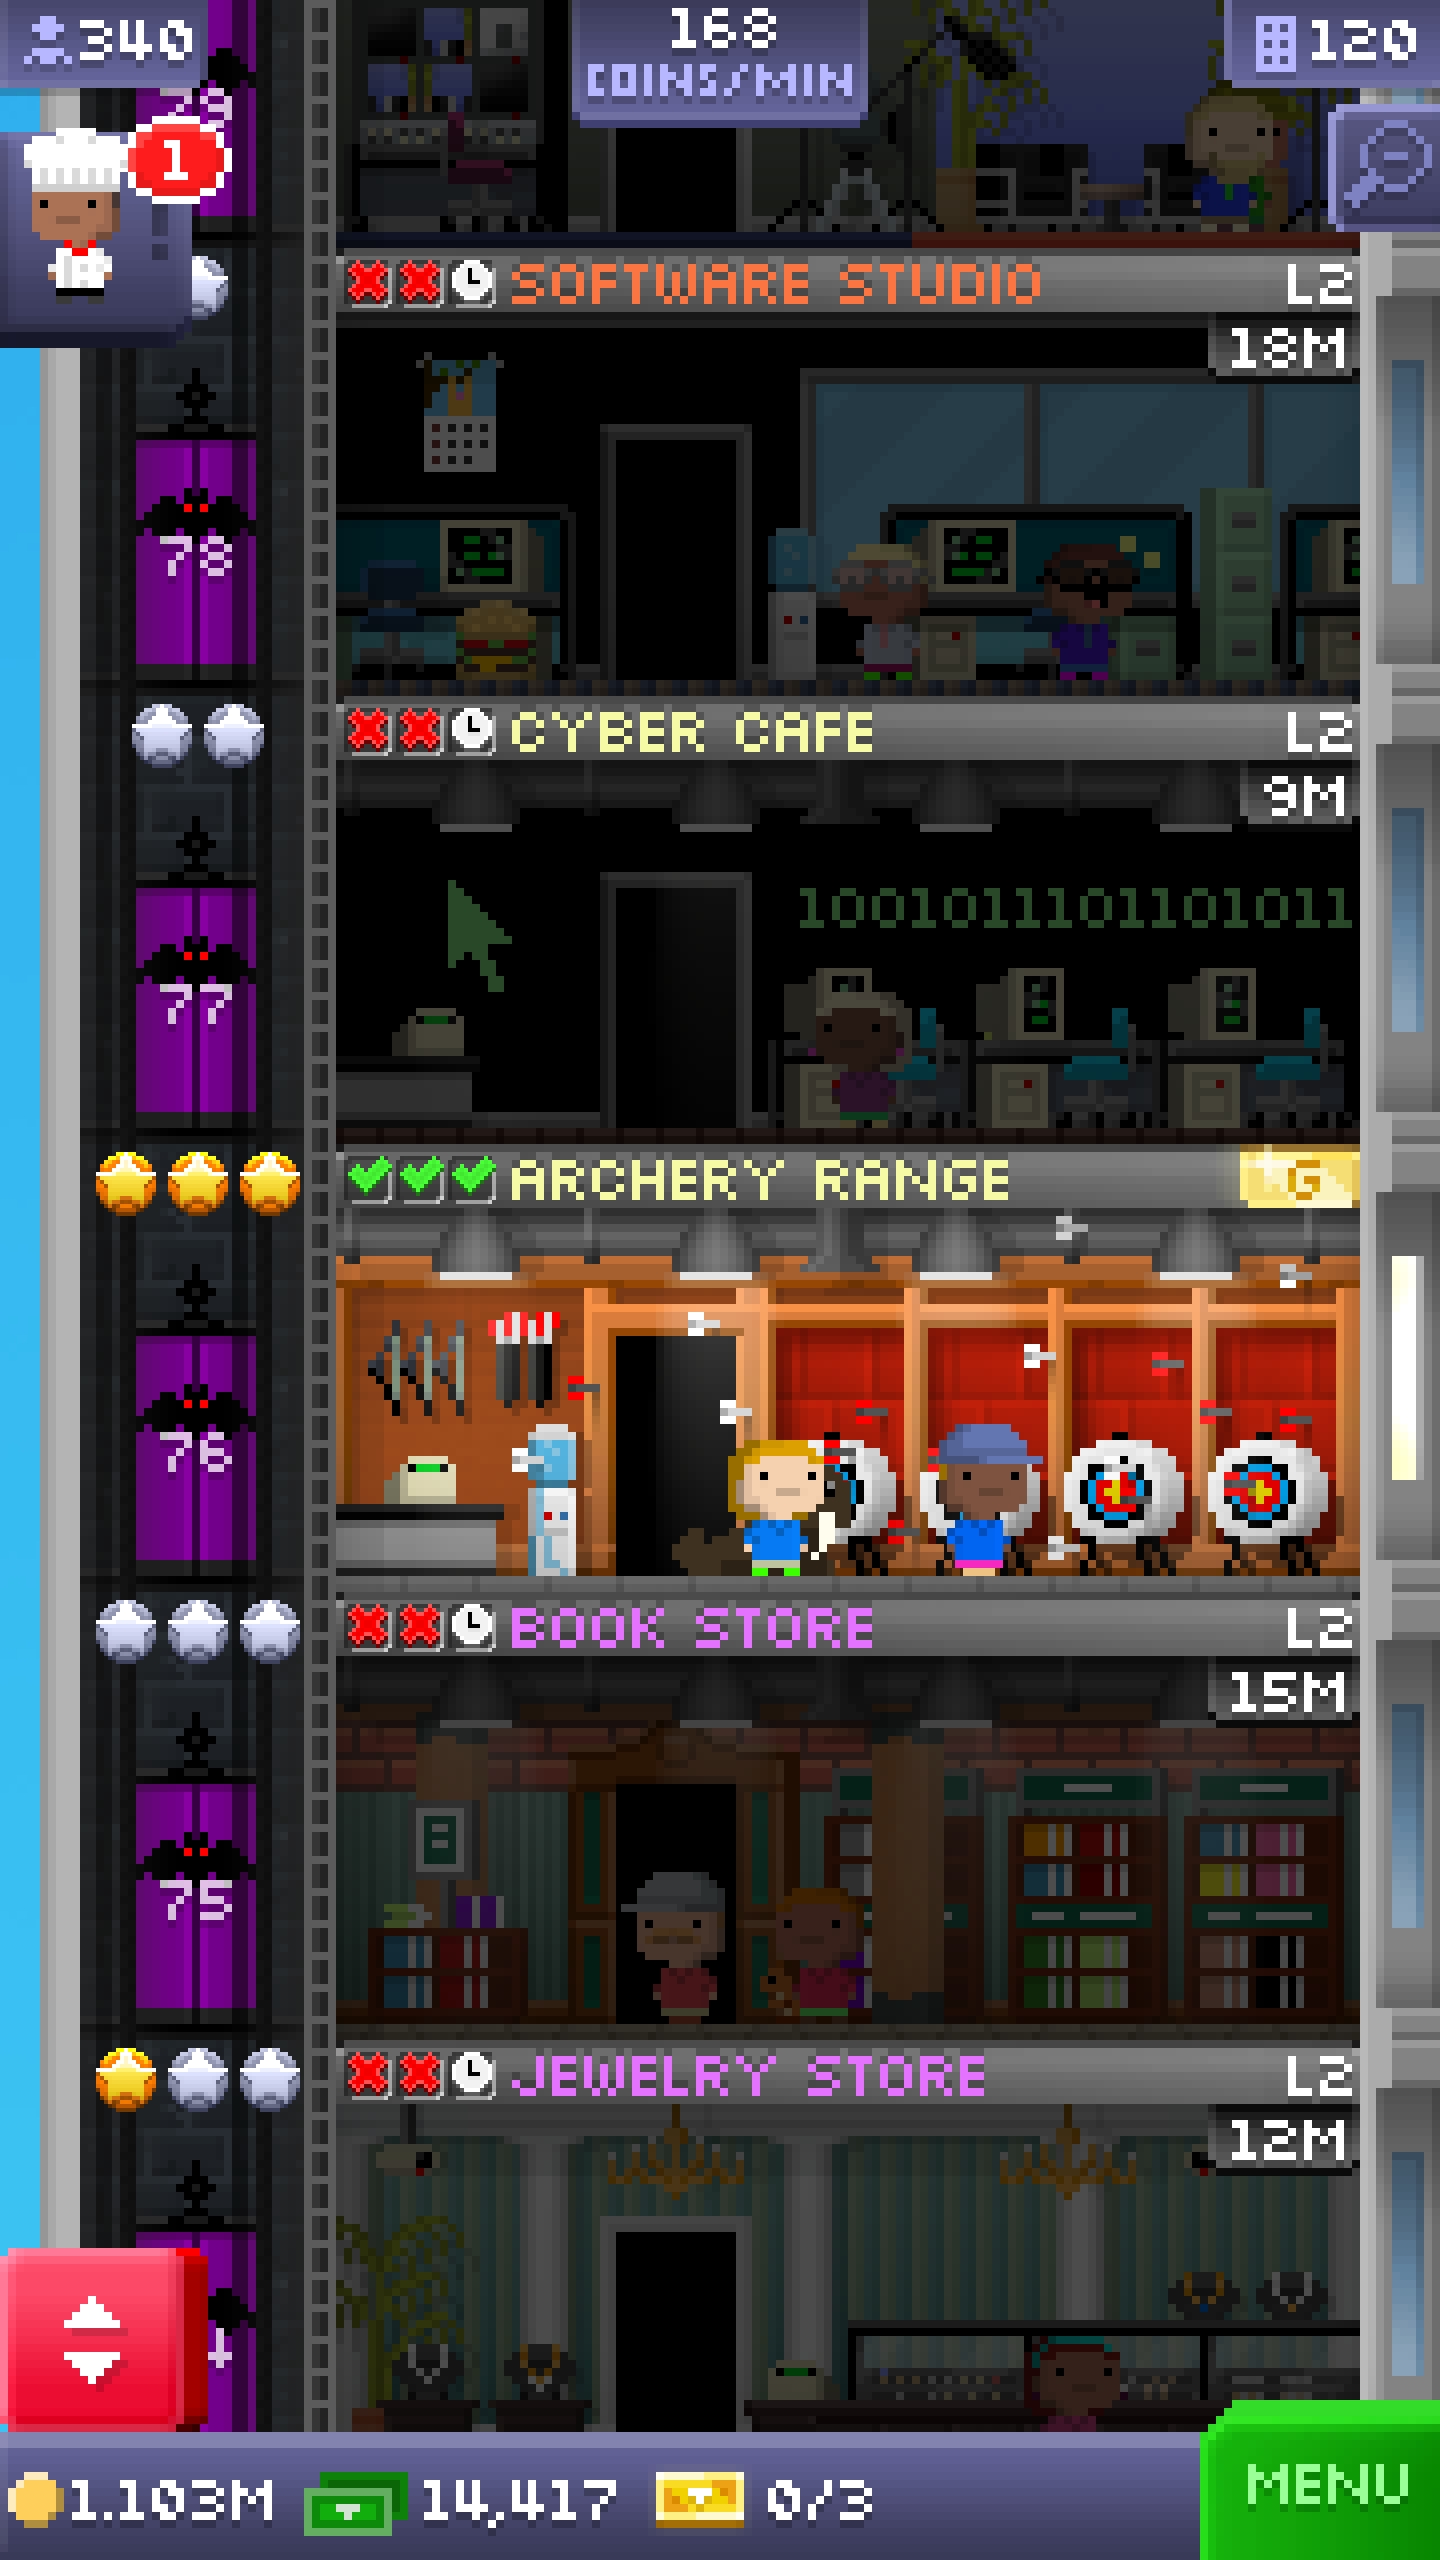 340
168
COINS/MIN
120
1
79
SOFTWARE STUDIO L2
18M
78
CYBER CAFE L2
9M
1001011101101011
77
ARCHERY RANGE G
76
BOOK STORE L2
15M
75
JEWELRY STORE L2
12M
1.103M 14,417 0/3
MENU